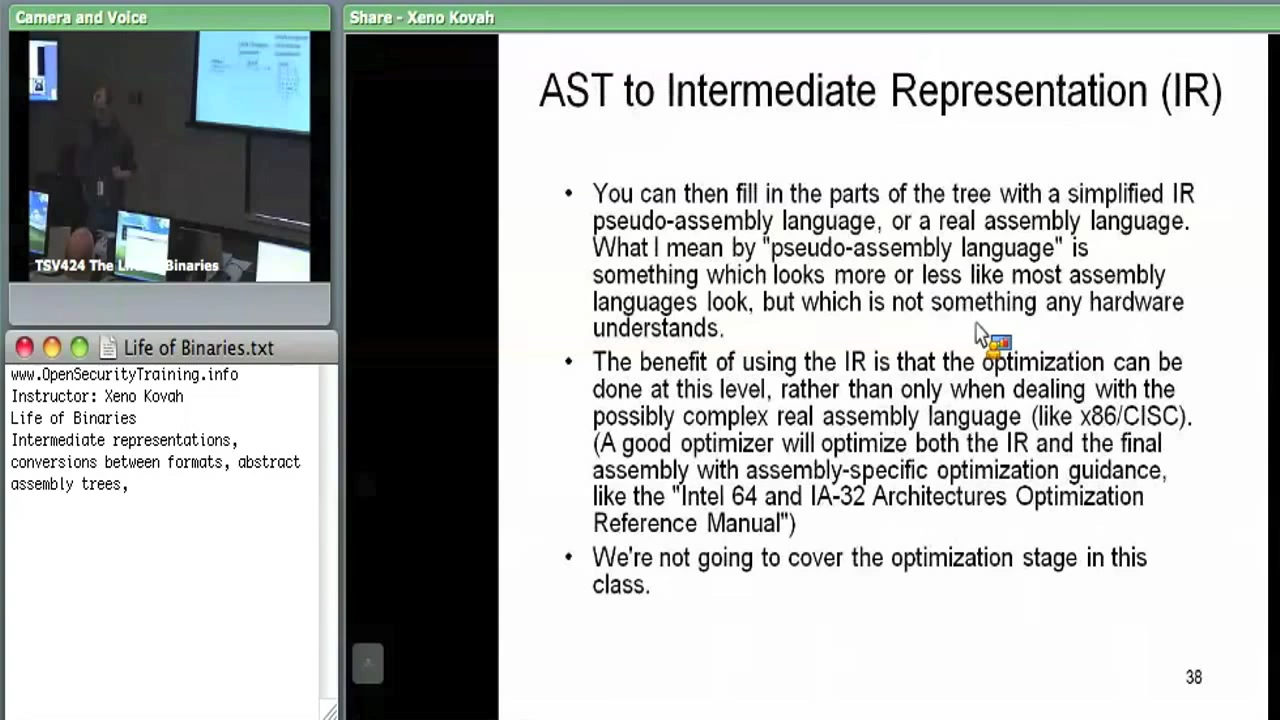 Camera and Voice
TSV424 The Li of Binaries
Life of Binaries.txt
www.OpenSecurityTraining.info
Instructor: Xeno Kovah
Life of Binaries
Intermediate representations,
conversions between formats, abstract
assembly trees,
Share - Xeno Kovah
AST to Intermediate Representation (IR)
• You can then fill in the parts of the tree with a simplified IR
pseudo-assembly language, or a real assembly language.
What I mean by "pseudo-assembly language" is
something which looks more or less like most assembly
languages look, but which is not something any hardware
understands.
• The benefit of using the IR is that the optimization can be
done at this level, rather than only when dealing with the
possibly complex real assembly language (like x86/CISC).
(A good optimizer will optimize both the IR and the final
assembly with assembly-specific optimization guidance,
like the "Intel 64 and IA-32 Architectures Optimization
Reference Manual")
• We're not going to cover the optimization stage in this
class.
38